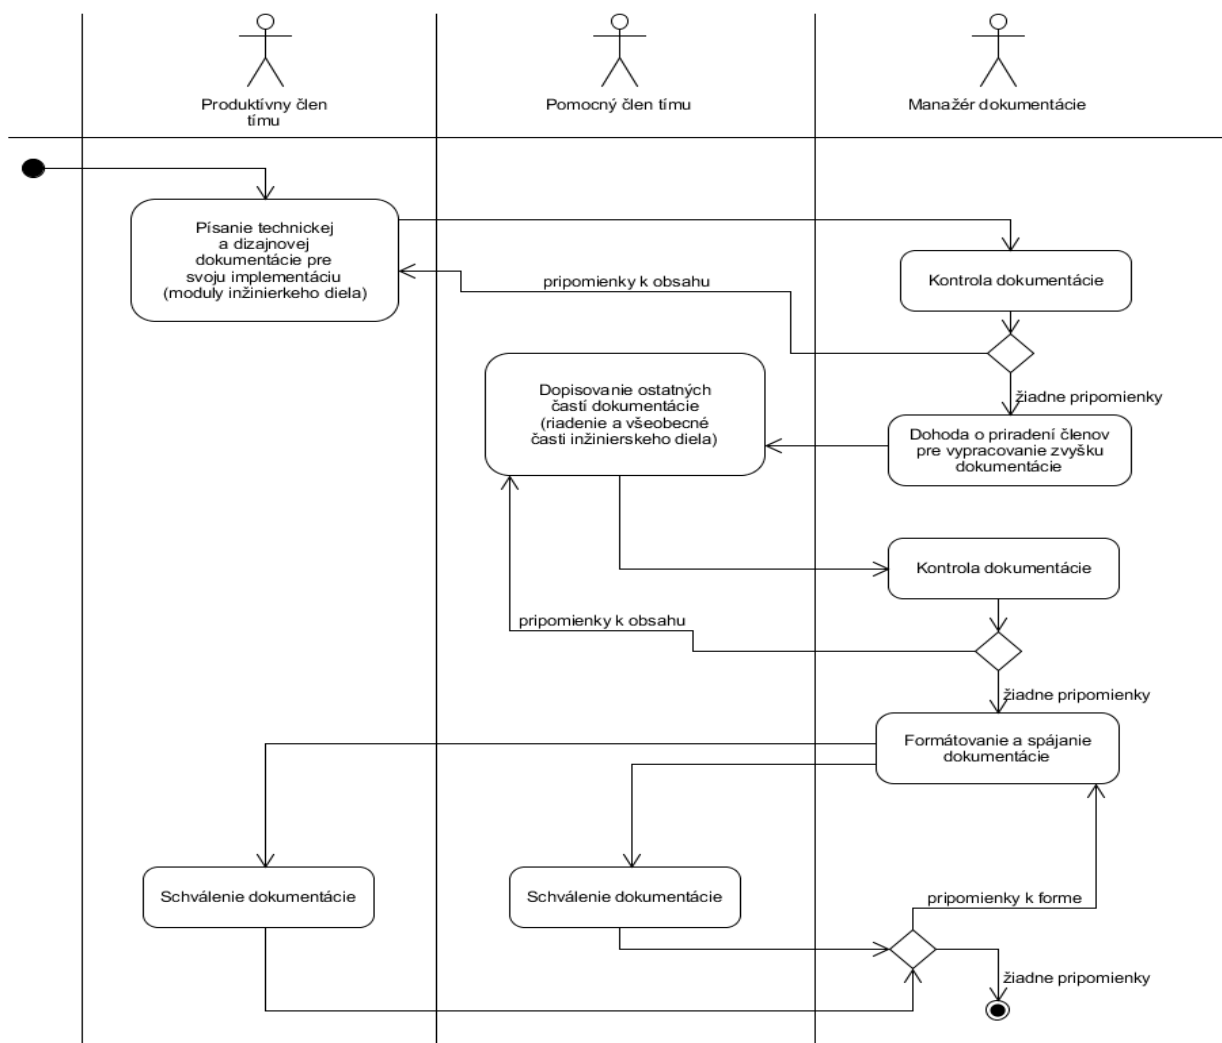 Produktívny člen
tímu
Pomocný člen tímu
Manažér dokumentácie
Písanie technickej
a dizajnovej
dokumentácie pre
svoju implementáciu
(moduly inžinierkeho diela)
pripomienky k obsahu
Kontrola dokumentácie
žiadne pripomienky
Dopisovanie ostatných
častí dokumentácie
(riadenie a všeobecné
časti inžinierskeho diela)
Dohoda o priradení členov
pre vypracovanie zvyšku
dokumentácie
Kontrola dokumentácie
pripomienky k obsahu
žiadne pripomienky
Formátovanie a spájanie
dokumentácie
Schválenie dokumentácie
Schválenie dokumentácie
pripomienky k forme
žiadne pripomienky